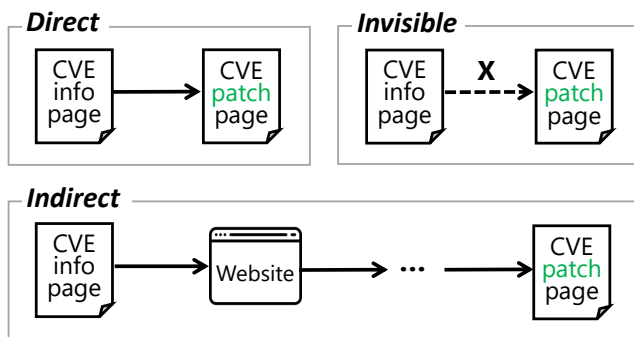 Direct
CVE
info
page
CVE
patch
page
Invisible
CVE
info
page
X
CVE
patch
page
Indirect
CVE
info
page
Website
...
CVE
patch
page